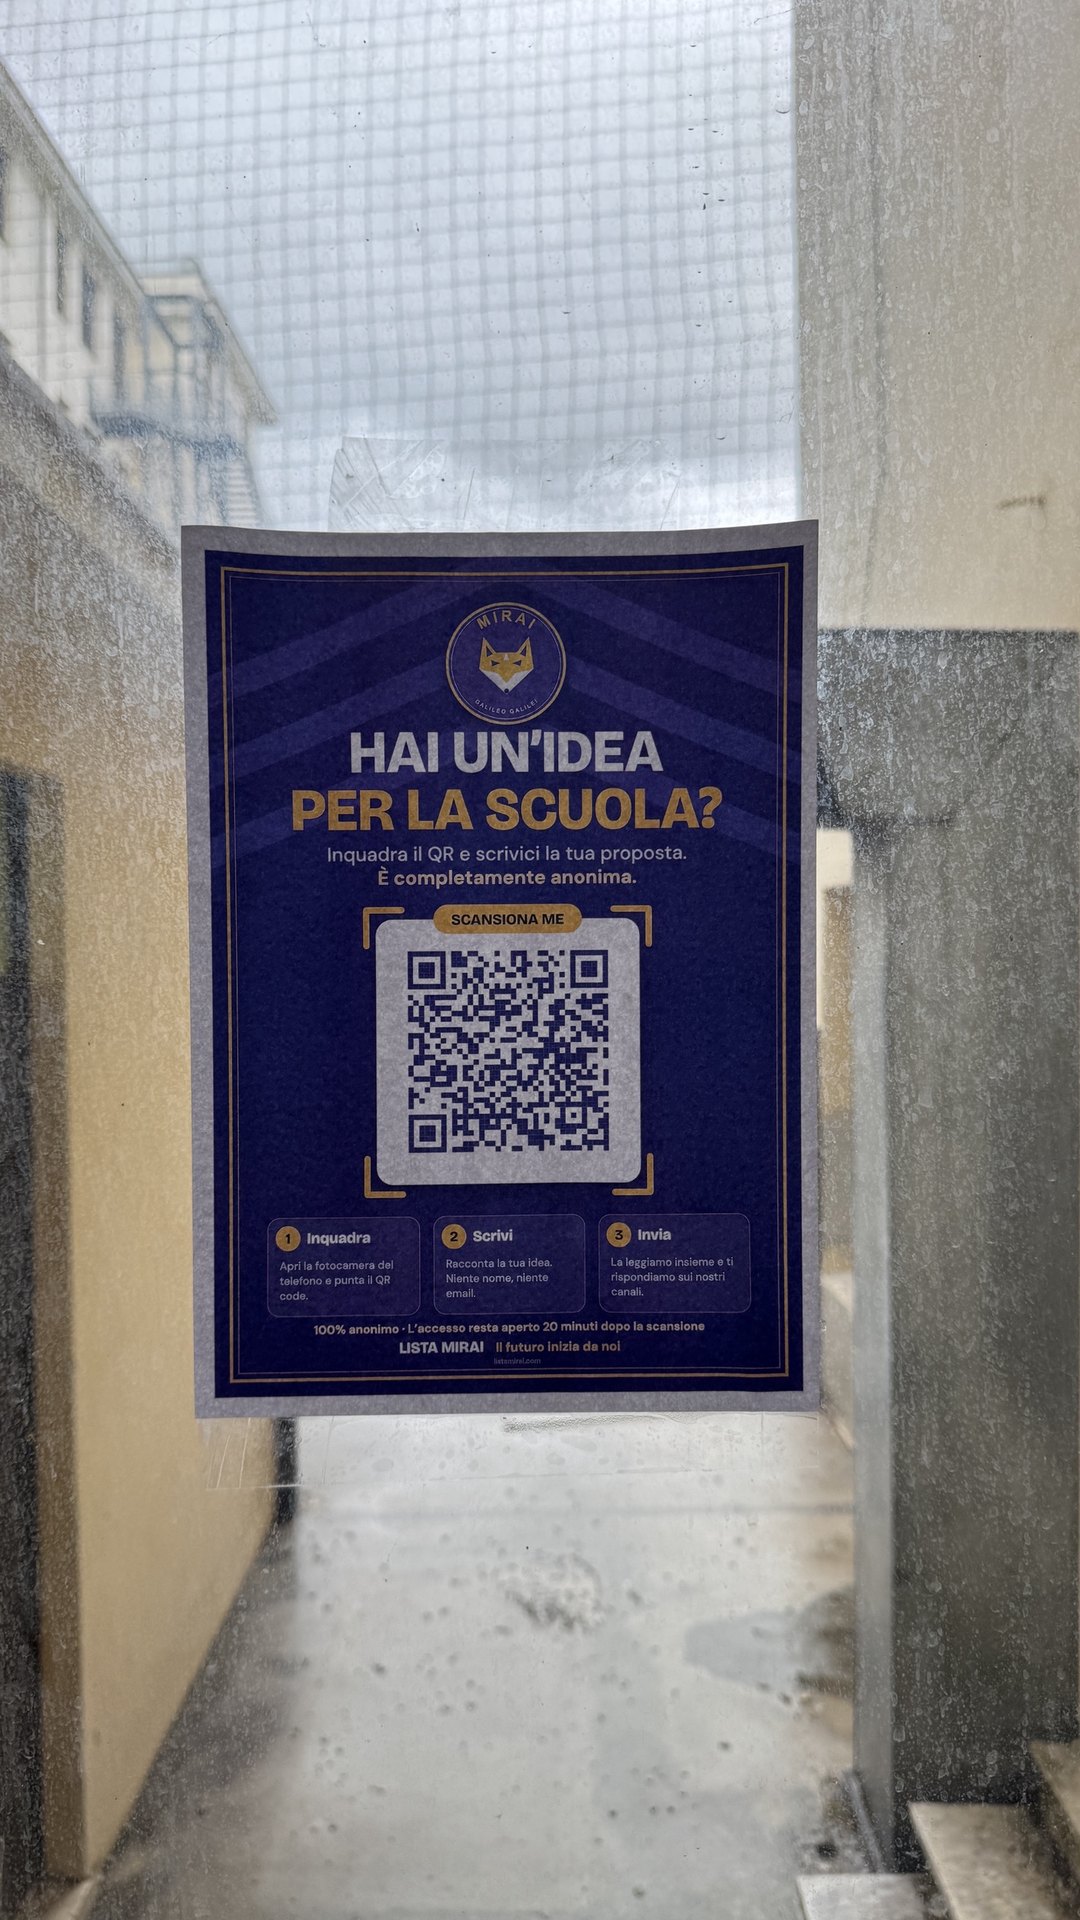 MIRAI
GALILEO GALILEI
HAI UN'IDEA
PER LA SCUOLA?
Inquadra il QR e scrivici la tua proposta.
È completamente anonima.
SCANSIONA ME
1 Inquadra
Apri la fotocamera del
telefono e punta il QR
code.
2 Scrivi
Racconta la tua idea.
Niente nome, niente
email.
3 Invia
La leggiamo insieme e ti
rispondiamo sui nostri
canali.
100% anonimo · L'accesso resta aperto 20 minuti dopo la scansione
LISTA MIRAI Il futuro inizia da noi
listamirai.com